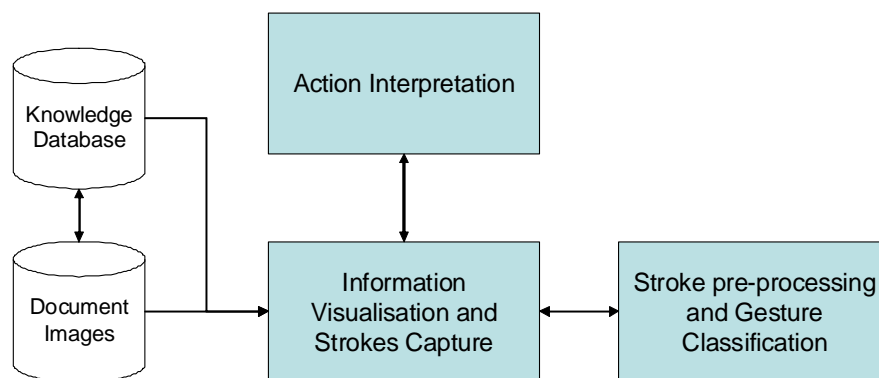 Action Interpretation
Knowledge
Database
Document
Images
Information
Visualisation and
Strokes Capture
Stroke pre-processing
and Gesture
Classification